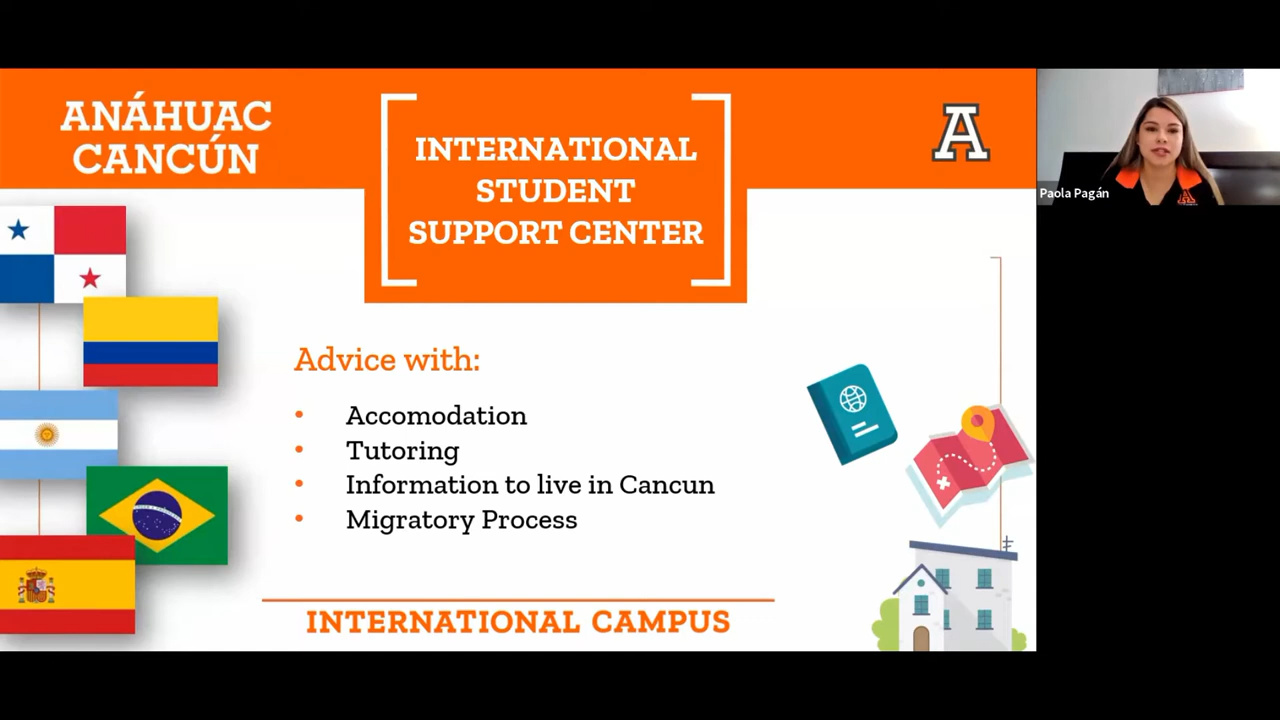 ANÁHUAC
CANCÚN
INTERNATIONAL
STUDENT
SUPPORT CENTER
A
Paola Pagán
A
Advice with:
• Accomodation
• Tutoring
• Information to live in Cancun
• Migratory Process
INTERNATIONAL CAMPUS